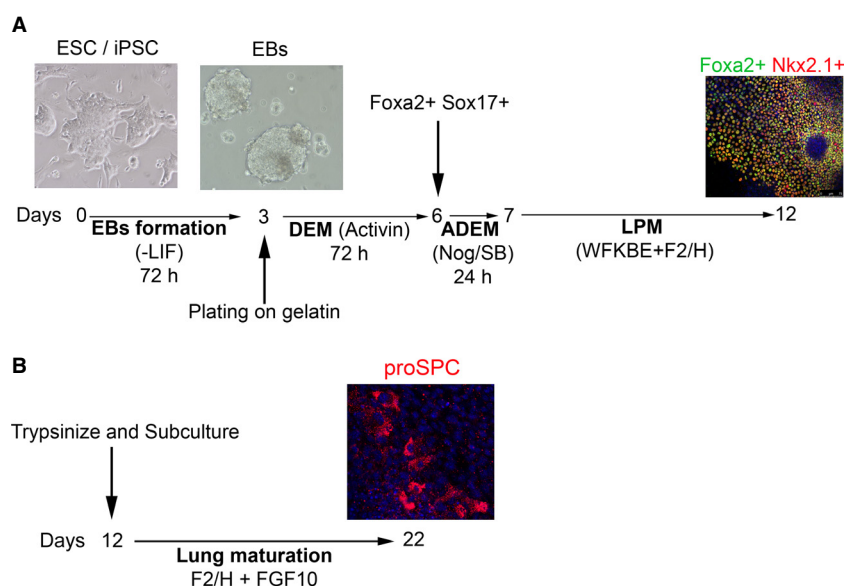 A
ESC / iPSC
EBs
Foxa2+ Sox17+
Foxa2+ Nkx2.1+
Days 0 3 6 7 12
EBs formation
(-LIF)
72 h
DEM (Activin)
72 h
ADEM
(Nog/SB)
24 h
LPM
(WFKBE+F2/H)
Plating on gelatin
B
proSPC
Trypsinize and Subculture
Days 12 22
Lung maturation
F2/H + FGF10